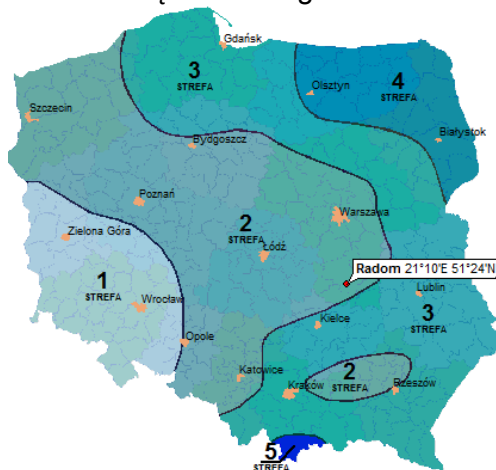 Gdańsk
3
STREFA
Olsztyn
4
STREFA
Szczecin
Białystok
Bydgoszcz
Poznań
2
STREFA
Warszawa
Zielona Góra
Łódź
Radom 21°10'E 51°24'N
1
STREFA
Wrocław
Lublin
3
STREFA
Opole
Kielce
2
STREFA
Katowice
Kraków
Rzeszów
5
STREFA